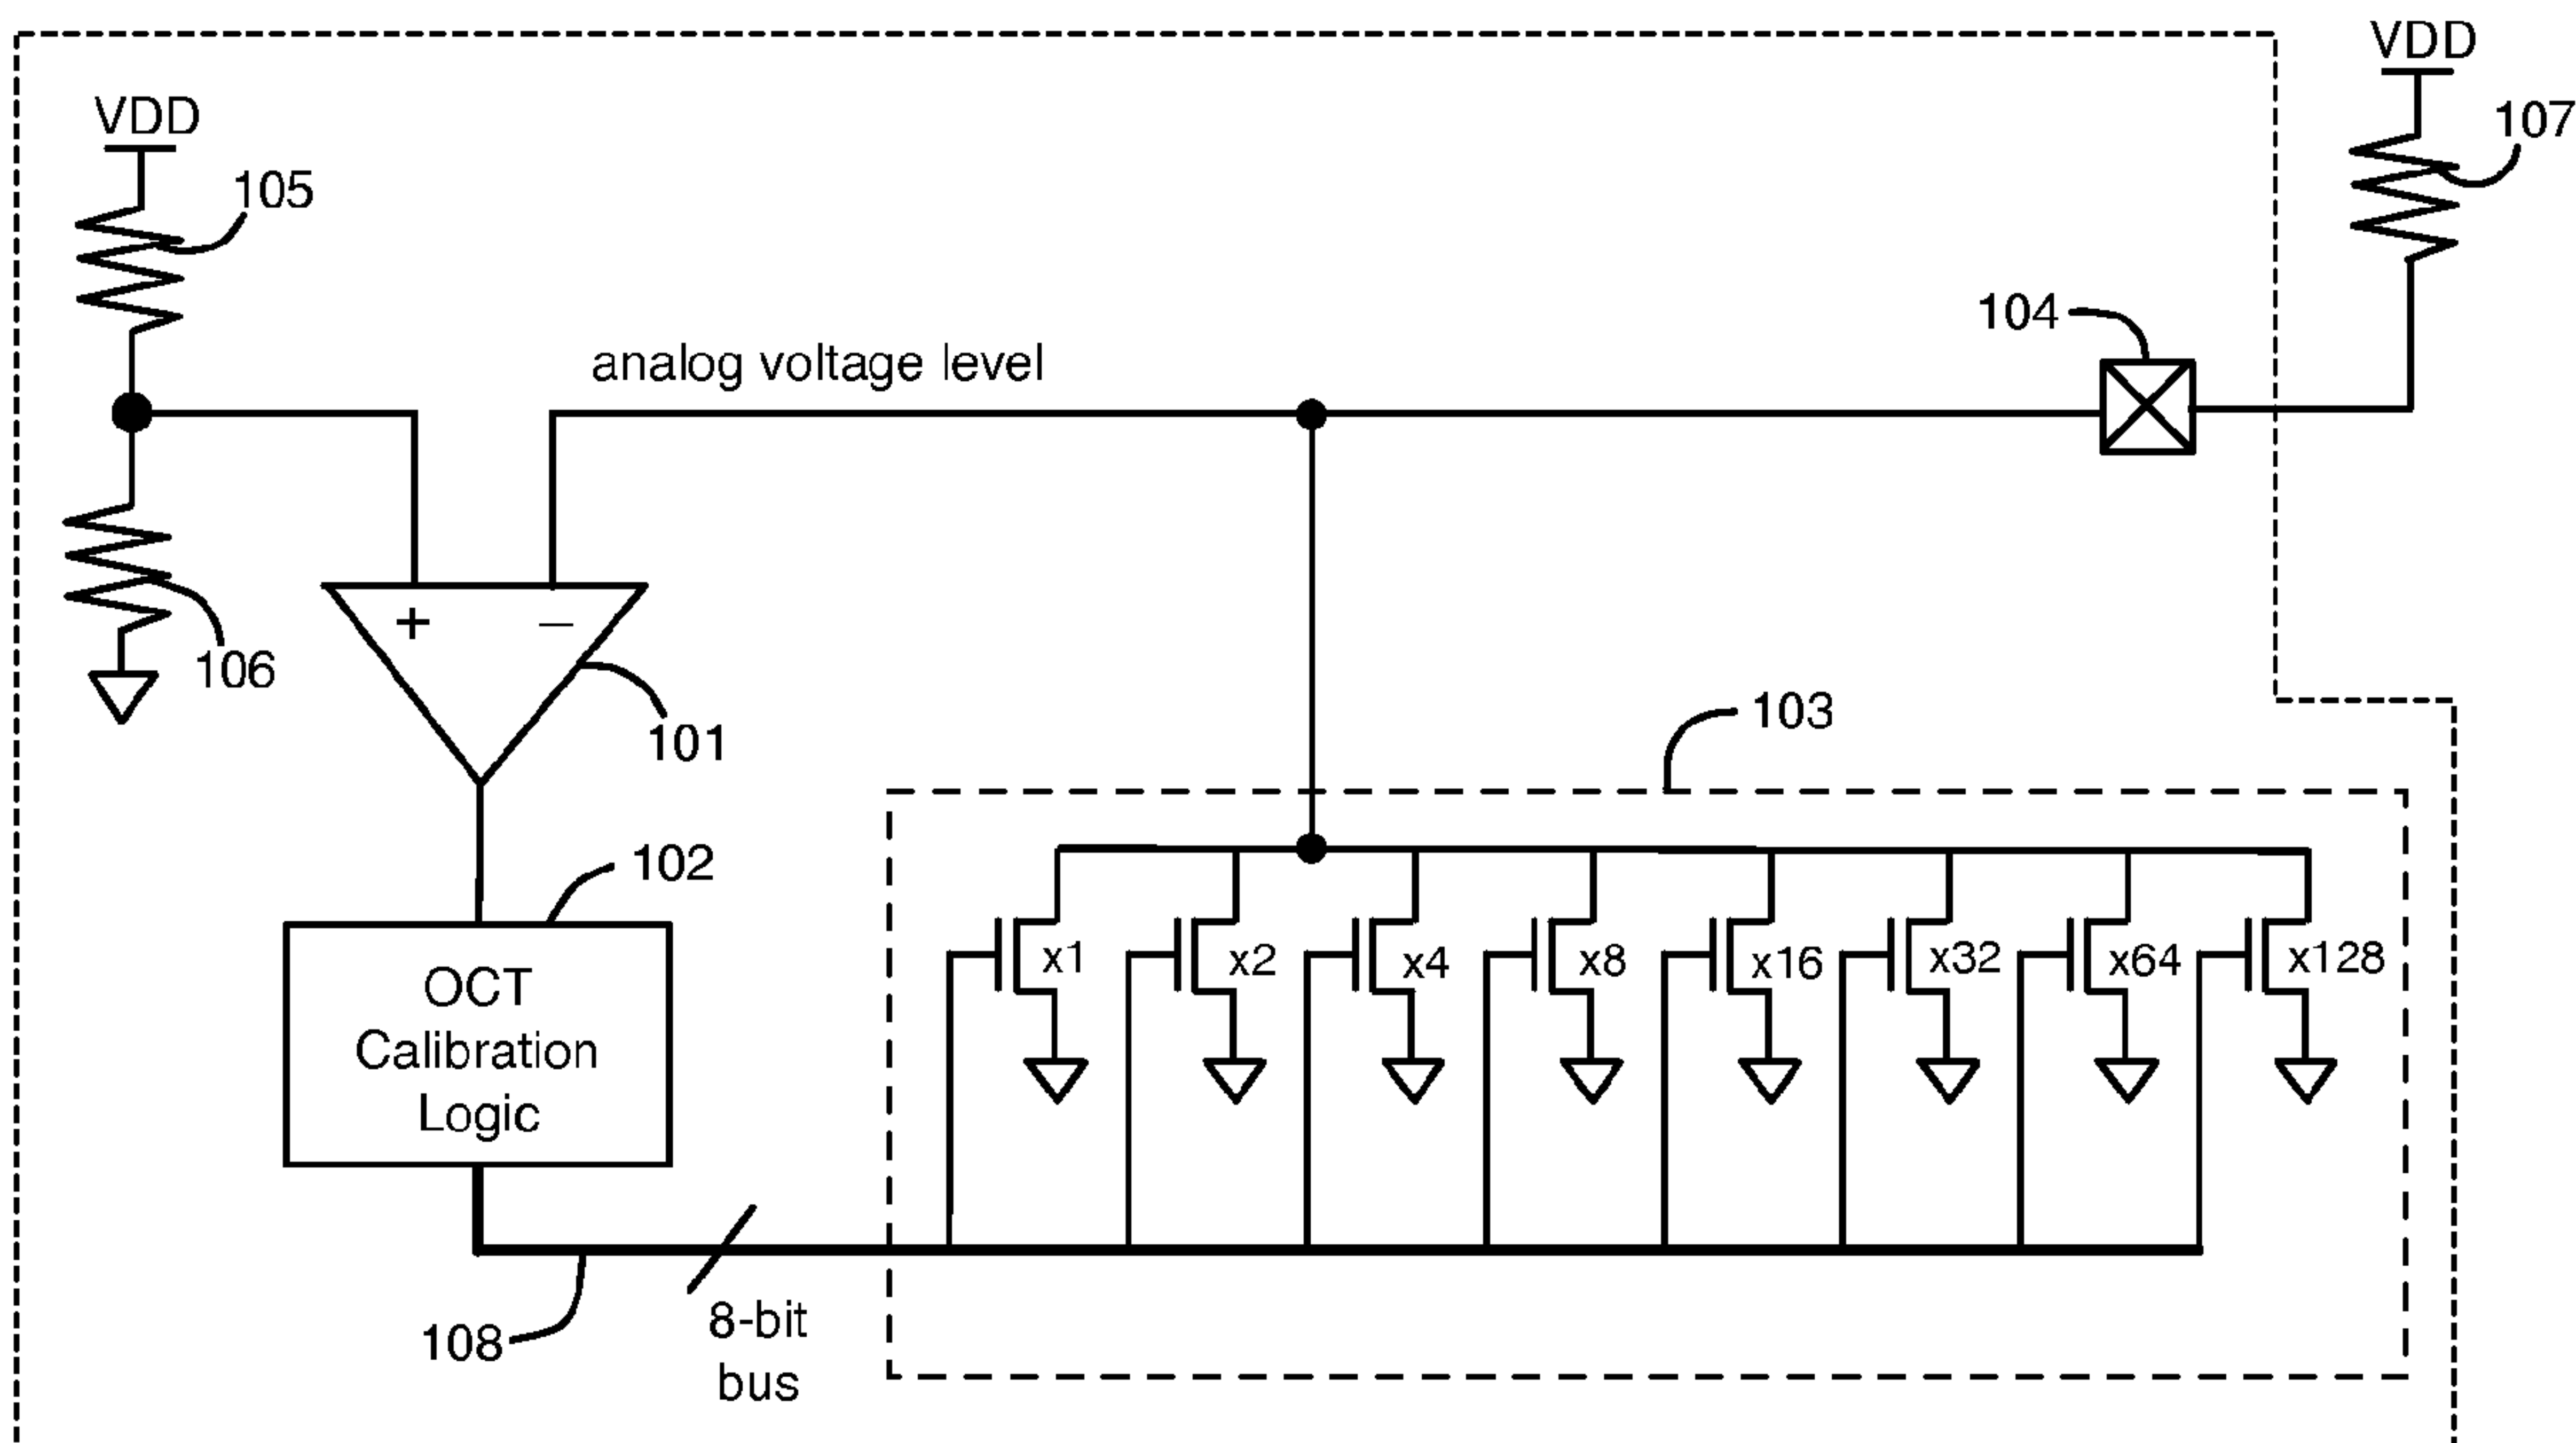 VDD
VDD
107
105
104
analog voltage level
+
–
106
101
103
102
x1
x2
x4
x8
x16
x32
x64
x128
OCT
Calibration
Logic
108
8-bit
bus